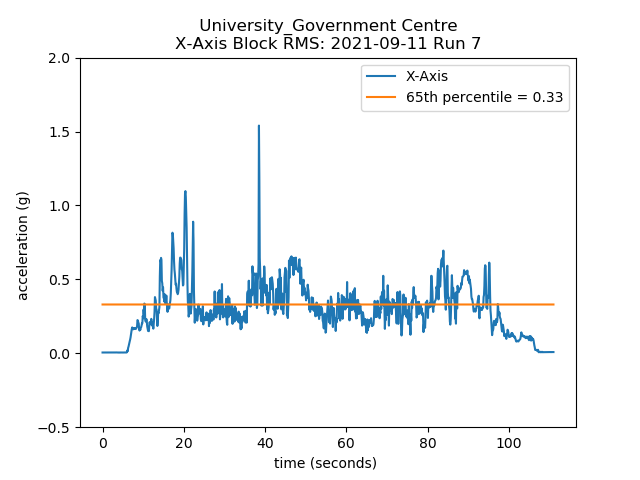 University_Government Centre
X-Axis Block RMS: 2021-09-11 Run 7
X-Axis
65th percentile = 0.33
acceleration (g)
2.0
1.5
1.0
0.5
0.0
−0.5
0
20
40
60
80
100
time (seconds)